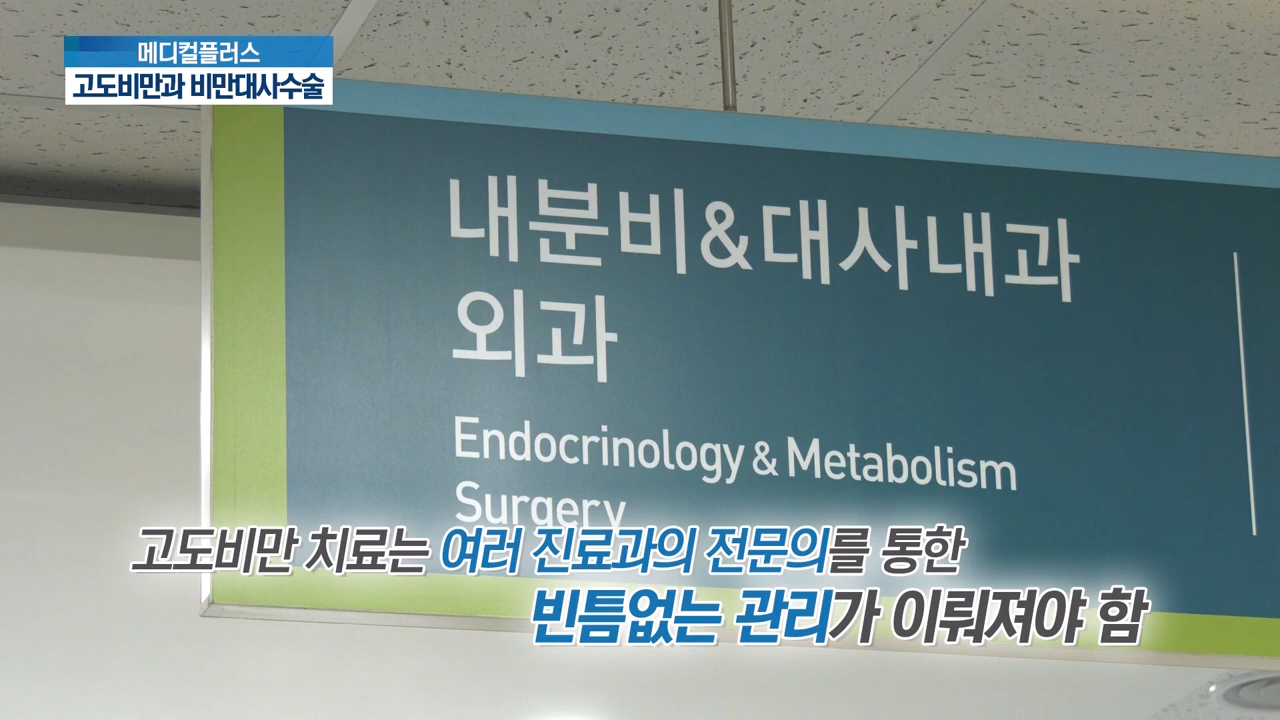 메디컬플러스
고도비만과 비만대사수술
내분비&대사내과
외과
Endocrinology & Metabolism
Surgery
고도비만 치료는 여러 진료과의 전문의를 통한
빈틈없는 관리가 이뤄져야 함